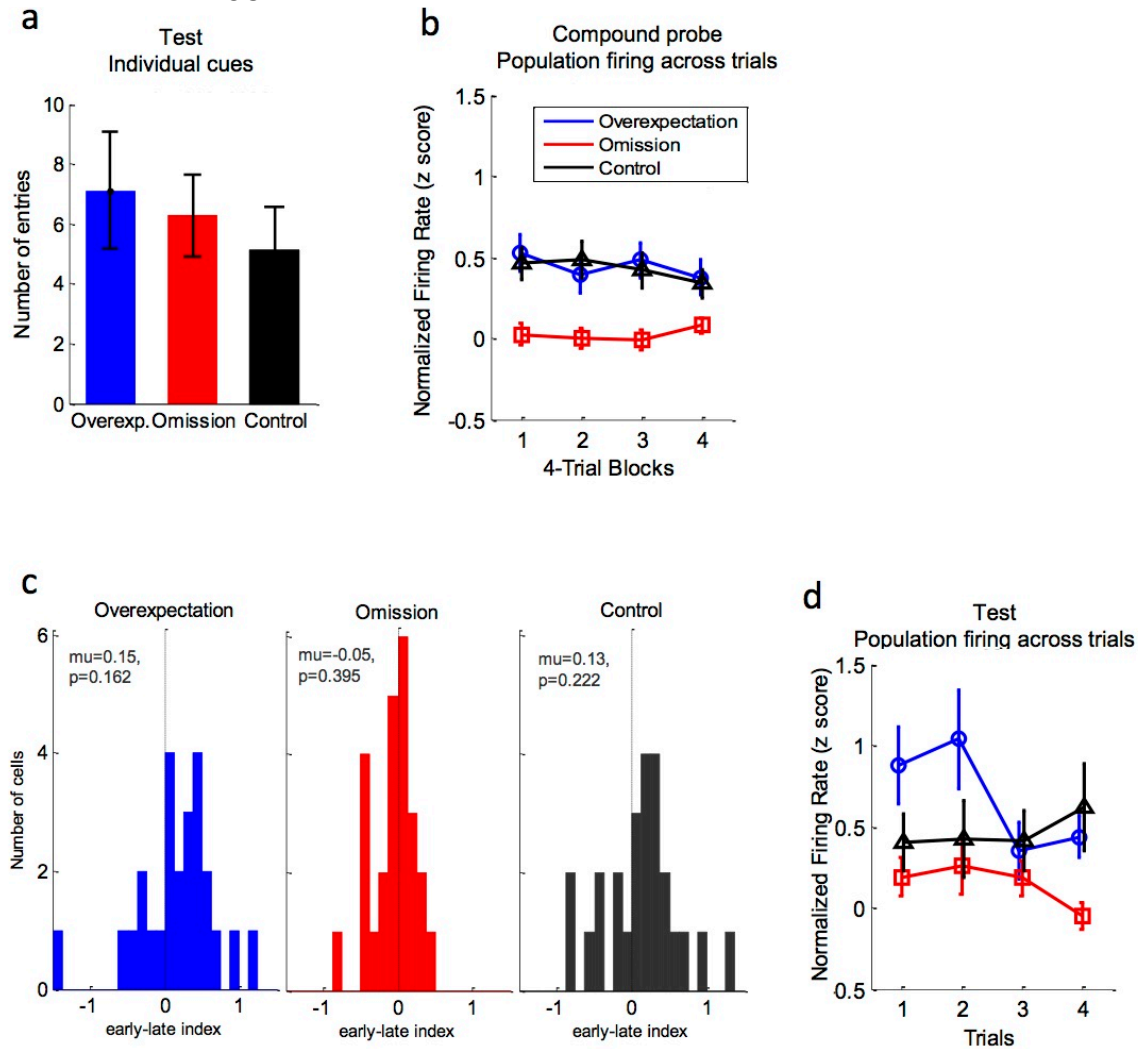 a
Test
Individual cues
Number of entries
10
8
6
4
2
0
Overexp. Omission Control
b
Compound probe
Population firing across trials
Normalized Firing Rate (z score)
1.5
1
0.5
0
-0.5
Overexpectation
Omission
Control
1 2 3 4
4-Trial Blocks
c
Overexpectation
Omission
Control
Number of cells
6
4
2
0
mu=0.15,
p=0.162
mu=-0.05,
p=0.395
mu=0.13,
p=0.222
-1 0 1
-1 0 1
-1 0 1
early-late index
early-late index
early-late index
d
Test
Population firing across trials
Normalized Firing Rate (z score)
1.5
1
0.5
0
0.5
1 2 3 4
Trials